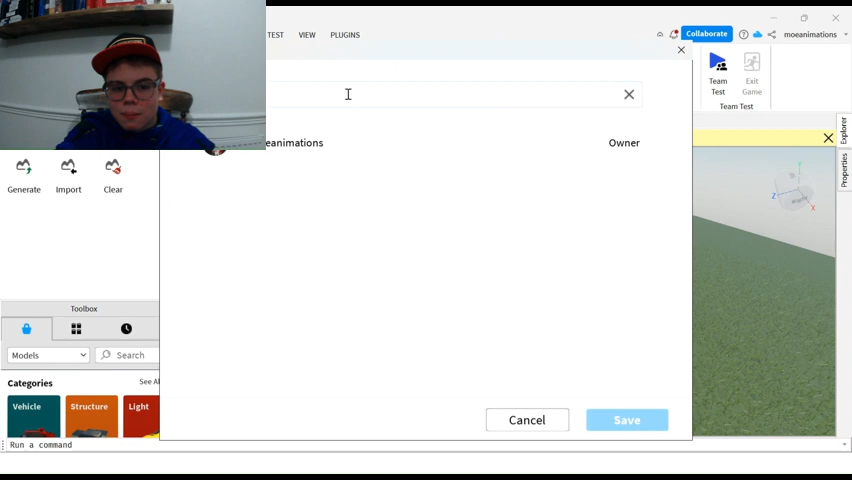 TEST VIEW PLUGINS Collaborate moeanimations
Team Test
Exit Game
Team Test
eanimations Owner
Explorer
Properties
Generate Import Clear
Toolbox
Models Search
Categories See Al
Vehicle Structure Light
Cancel Save
Run a command